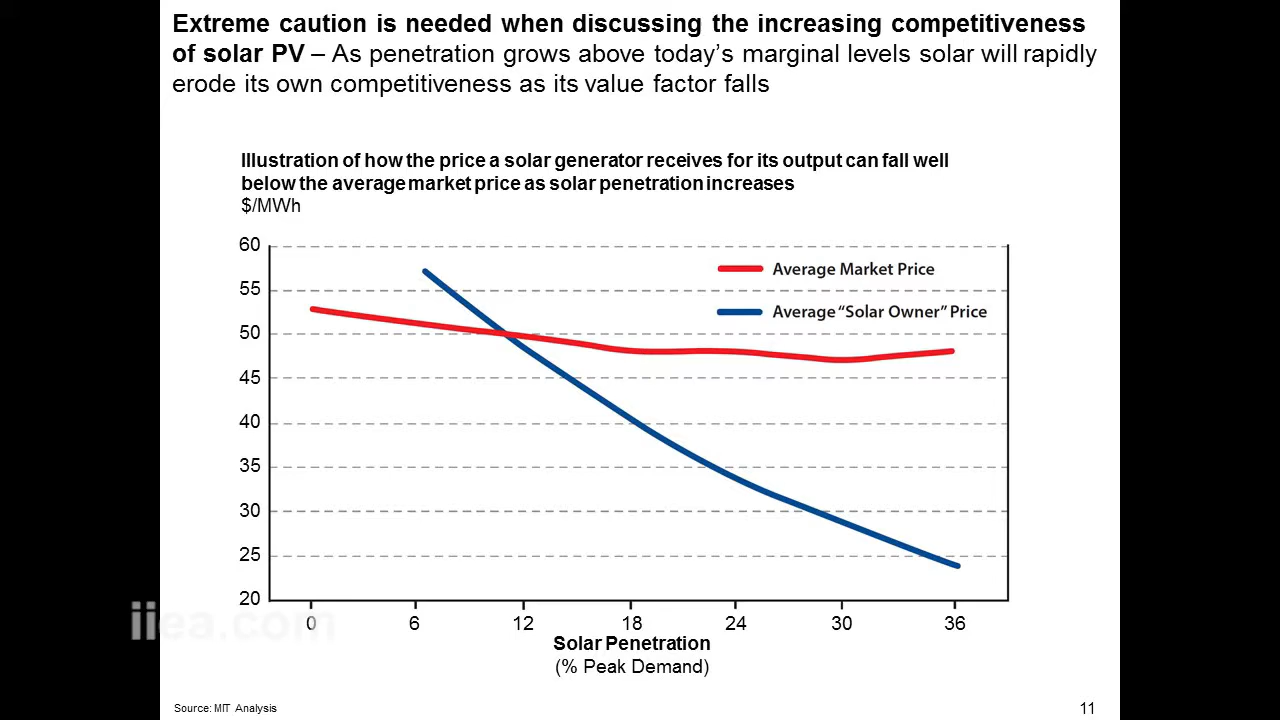 Extreme caution is needed when discussing the increasing competitiveness
of solar PV – As penetration grows above today's marginal levels solar will rapidly
erode its own competitiveness as its value factor falls
Illustration of how the price a solar generator receives for its output can fall well
below the average market price as solar penetration increases
$/MWh
60
55
50
45
40
35
30
25
20
Average Market Price
Average “Solar Owner” Price
0 6 12 18 24 30 36
Solar Penetration
(% Peak Demand)
iiea.com
Source: MIT Analysis
11